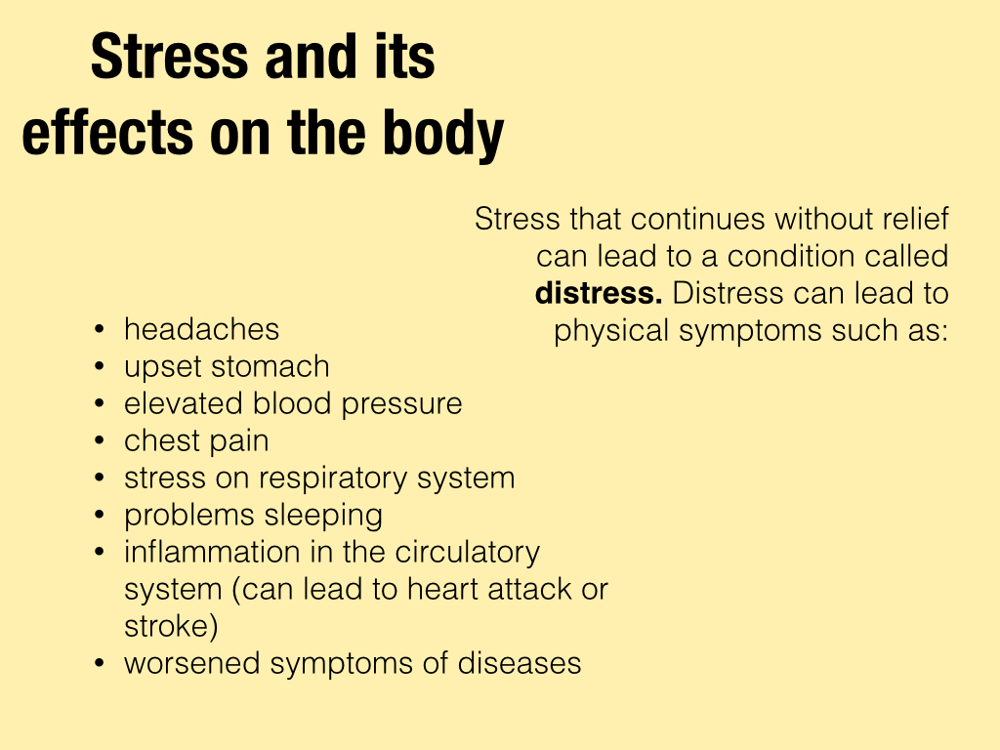 Stress and its
effects on the body
Stress that continues without relief
can lead to a condition called
distress. Distress can lead to
physical symptoms such as:
• headaches
• upset stomach
• elevated blood pressure
• chest pain
• stress on respiratory system
• problems sleeping
• inflammation in the circulatory
system (can lead to heart attack or
stroke)
• worsened symptoms of diseases